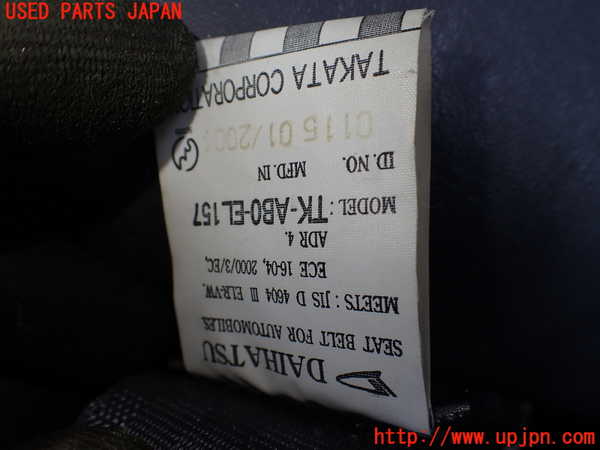 USED PARTS JAPAN
DAIHATSU
SEAT BELT FOR AUTOMOBILES.
MEETS : JIS D 4604 III ELR-VW.
ECE 16-04, 2000/3/EC,
ADR 4.
MODEL : TK-AB0-EL157
ID. NO. MFD. IN
0115 01/200
TAKATA CORPORATIO
http://www.upjpn.com